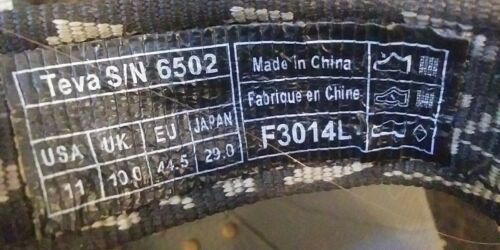 Teva S/N 6502
USA UK EU JAPAN
11 10.0 44.5 29.0
Made in China
Fabrique en Chine
F3014L